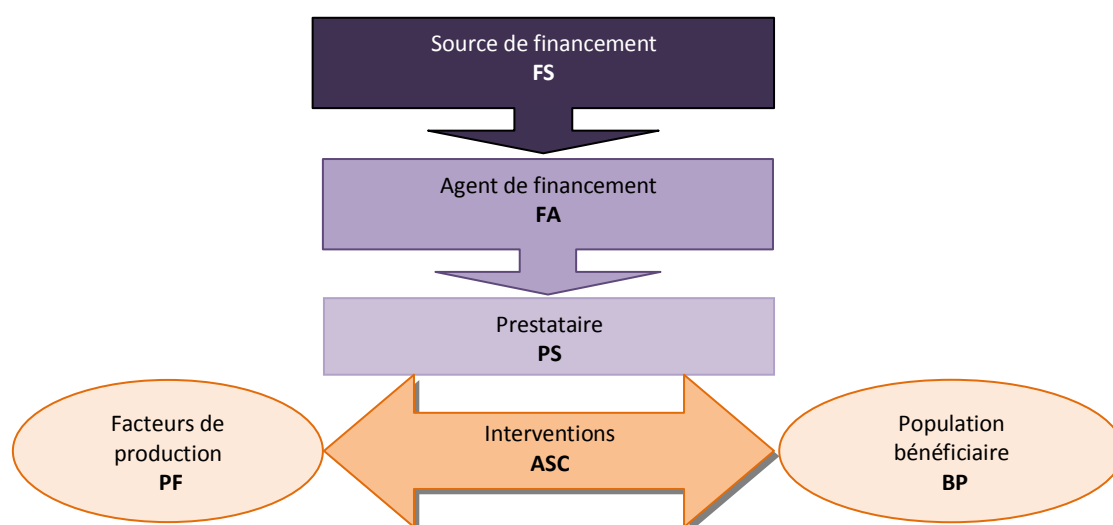 Source de financement
FS
Agent de financement
FA
Prestataire
PS
Facteurs de
production
PF
Interventions
ASC
Population
bénéficiaire
BP